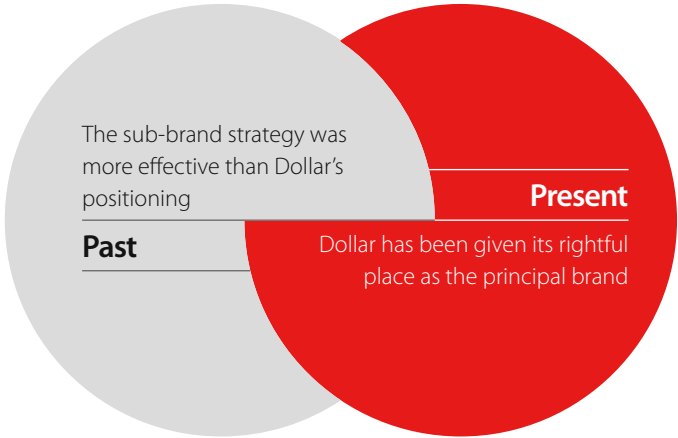 The sub-brand strategy was
more effective than Dollar's
positioning
Past
Present
Dollar has been given its rightful
place as the principal brand